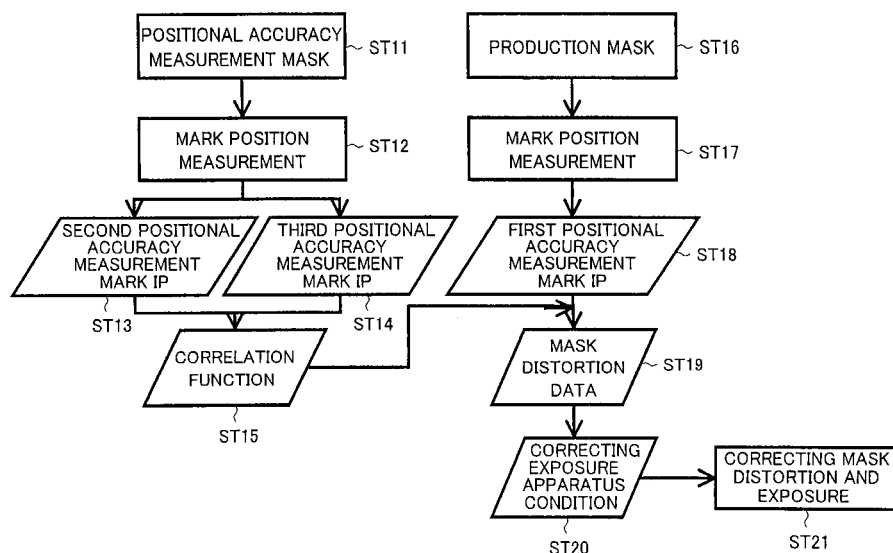 POSITIONAL ACCURACY
MEASUREMENT MASK
ST11
PRODUCTION MASK
ST16
MARK POSITION
MEASUREMENT
ST12
MARK POSITION
MEASUREMENT
ST17
SECOND POSITIONAL
ACCURACY
MEASUREMENT
MARK IP
ST13
THIRD POSITIONAL
ACCURACY
MEASUREMENT
MARK IP
ST14
FIRST POSITIONAL
ACCURACY
MEASUREMENT
MARK IP
ST18
CORRELATION
FUNCTION
ST15
MASK
DISTORTION
DATA
ST19
CORRECTING
EXPOSURE
APPARATUS
CONDITION
ST20
CORRECTING MASK
DISTORTION AND
EXPOSURE
ST21